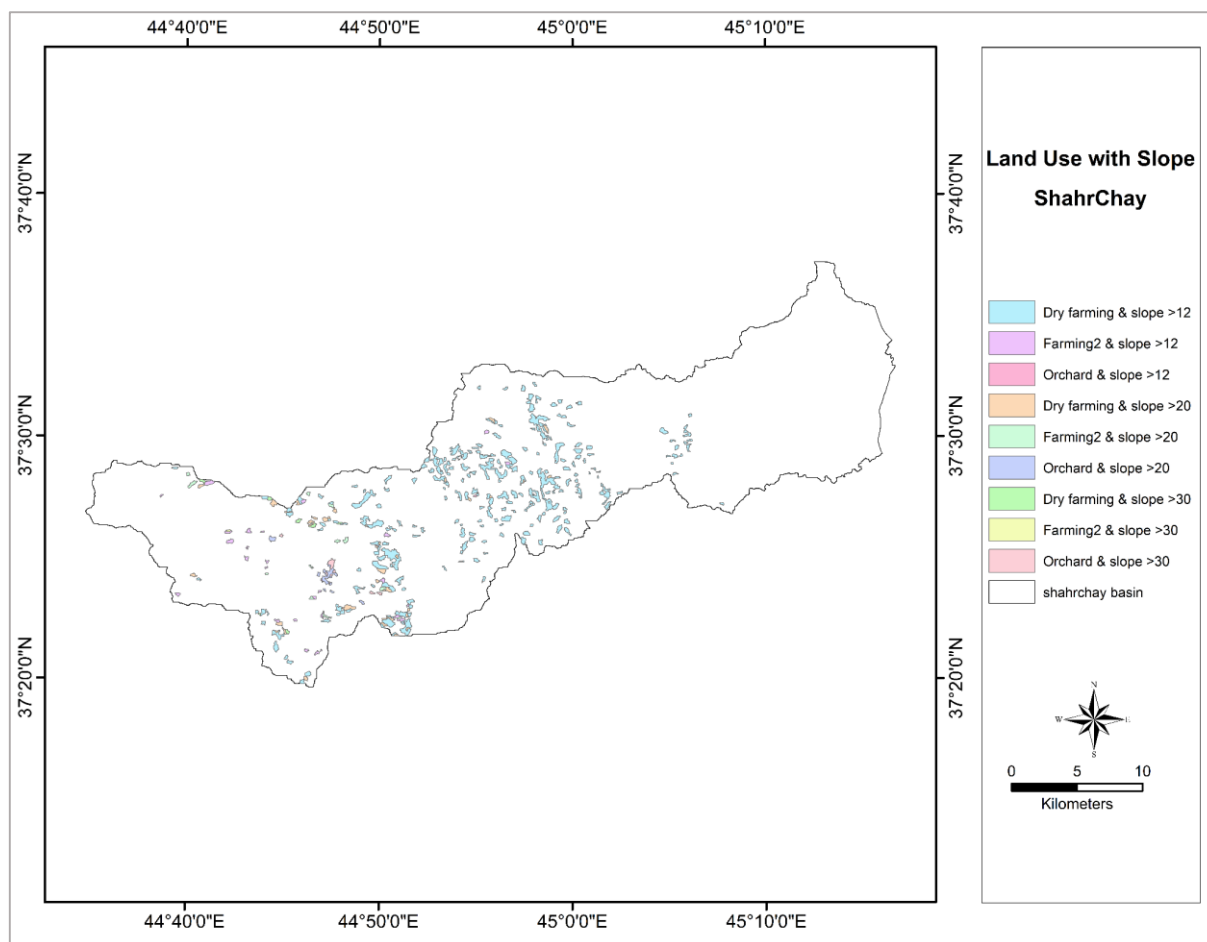 44°40'0"E 44°50'0"E 45°0'0"E 45°10'0"E
37°40'0"N 37°40'0"N
37°30'0"N 37°30'0"N
37°20'0"N 37°20'0"N
44°40'0"E 44°50'0"E 45°0'0"E 45°10'0"E
Land Use with Slope
ShahrChay
Dry farming & slope >12
Farming2 & slope >12
Orchard & slope >12
Dry farming & slope >20
Farming2 & slope >20
Orchard & slope >20
Dry farming & slope >30
Farming2 & slope >30
Orchard & slope >30
shahrchay basin
N
W E
S
0 5 10
Kilometers